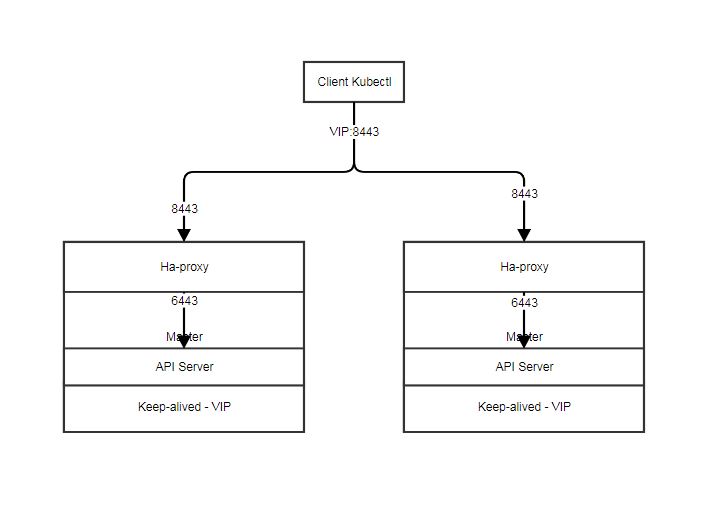 Client Kubectl
VIP:8443
8443
8443
Ha-proxy
Ha-proxy
6443
6443
Master
Master
API Server
API Server
Keep-alived - VIP
Keep-alived - VIP